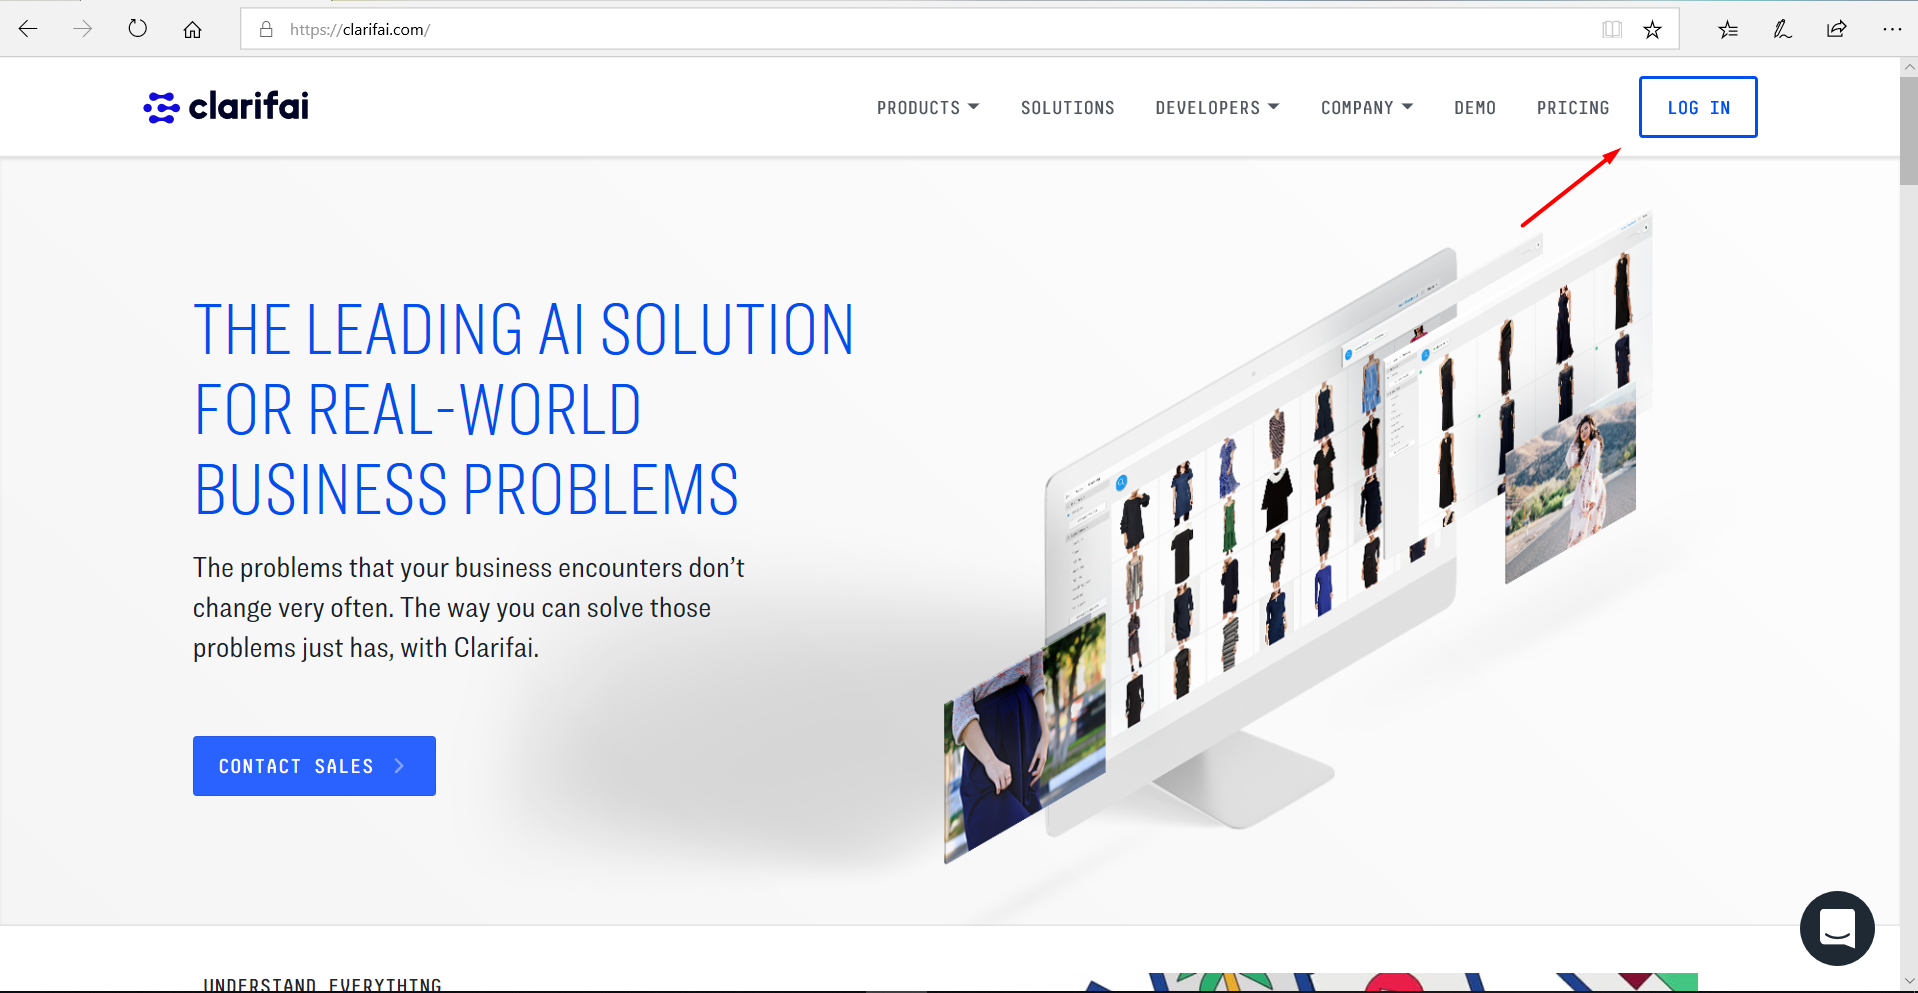 https://clarifai.com/
clarifai
PRODUCTS
SOLUTIONS
DEVELOPERS
COMPANY
DEMO
PRICING
LOG IN
THE LEADING AI SOLUTION
FOR REAL-WORLD
BUSINESS PROBLEMS
The problems that your business encounters don’t
change very often. The way you can solve those
problems just has, with Clarifai.
CONTACT SALES
UNDERSTAND EVERYTHING